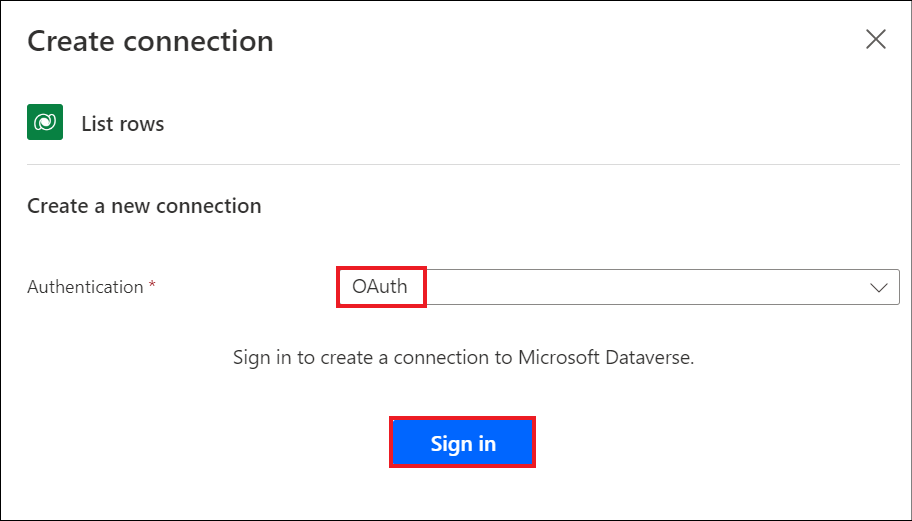 Create connection
List rows
Create a new connection
Authentication * OAuth
Sign in to create a connection to Microsoft Dataverse.
Sign in